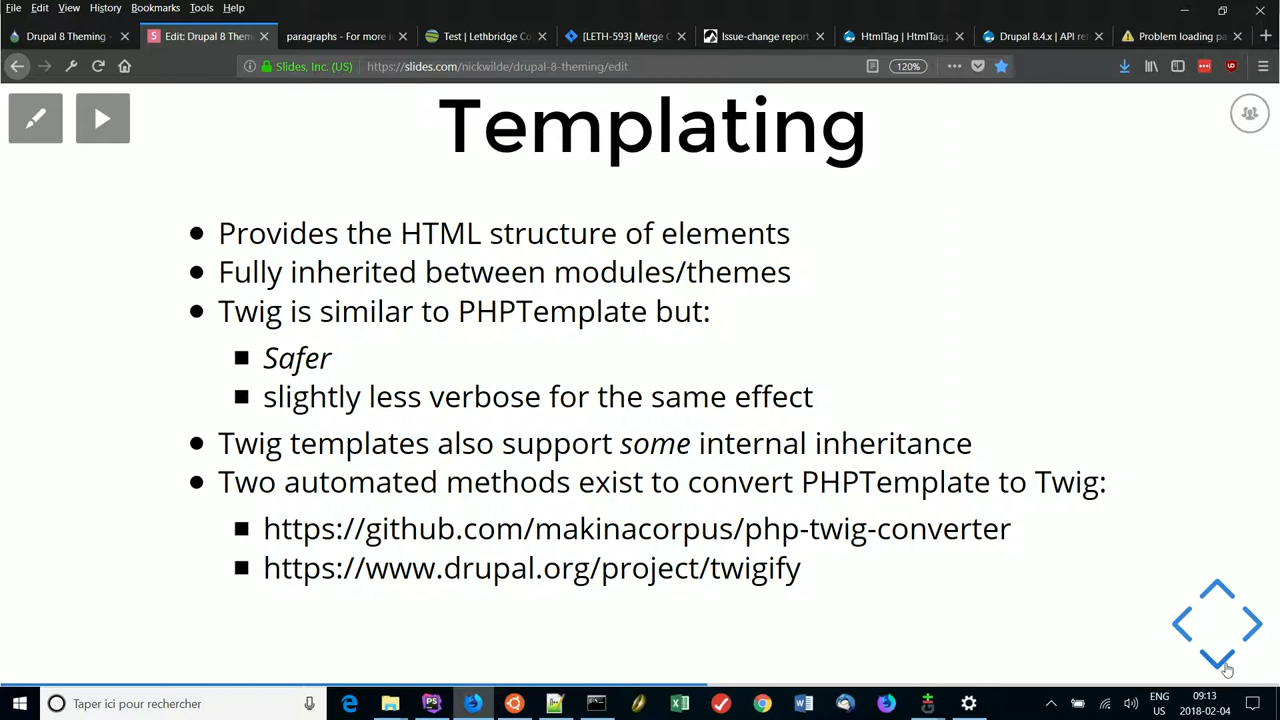 File Edit View History Bookmarks Tools Help
Drupal 8 Theming -
Edit: Drupal 8 Them
paragraphs - For more i
Test | Lethbridge Co
[LETH-593] Merge C
Issue-change report
HtmlTag | HtmlTag.p
Drupal 8.4.x | API re
Problem loading pa
Slides, Inc. (US)
https://slides.com/nickwilde/drupal-8-theming/edit
120%
Templating
Provides the HTML structure of elements
Fully inherited between modules/themes
Twig is similar to PHPTemplate but:
Safer
slightly less verbose for the same effect
Twig templates also support some internal inheritance
Two automated methods exist to convert PHPTemplate to Twig:
https://github.com/makinacorpus/php-twig-converter
https://www.drupal.org/project/twigify
Taper ici pour rechercher
ENG
US
09:13
2018-02-04